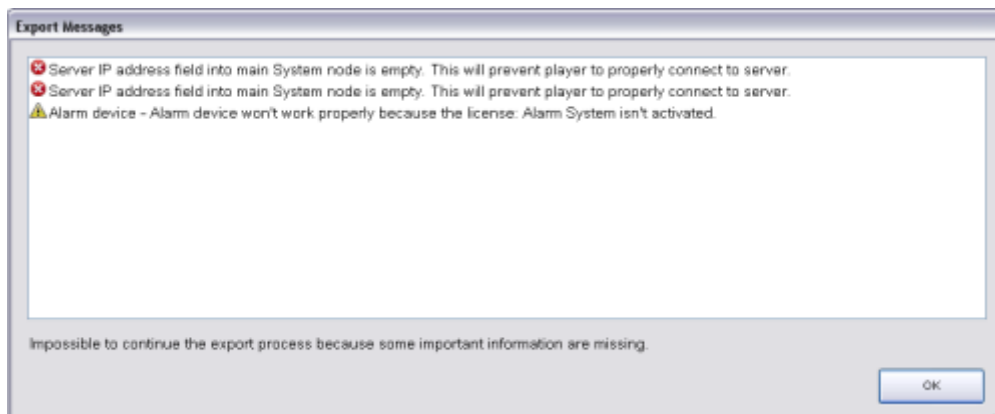 Export Messages
Server IP address field into main System node is empty. This will prevent player to properly connect to server.
Server IP address field into main System node is empty. This will prevent player to properly connect to server.
Alarm device - Alarm device won't work properly because the license: Alarm System isn't activated.
Impossible to continue the export process because some important information are missing.
OK